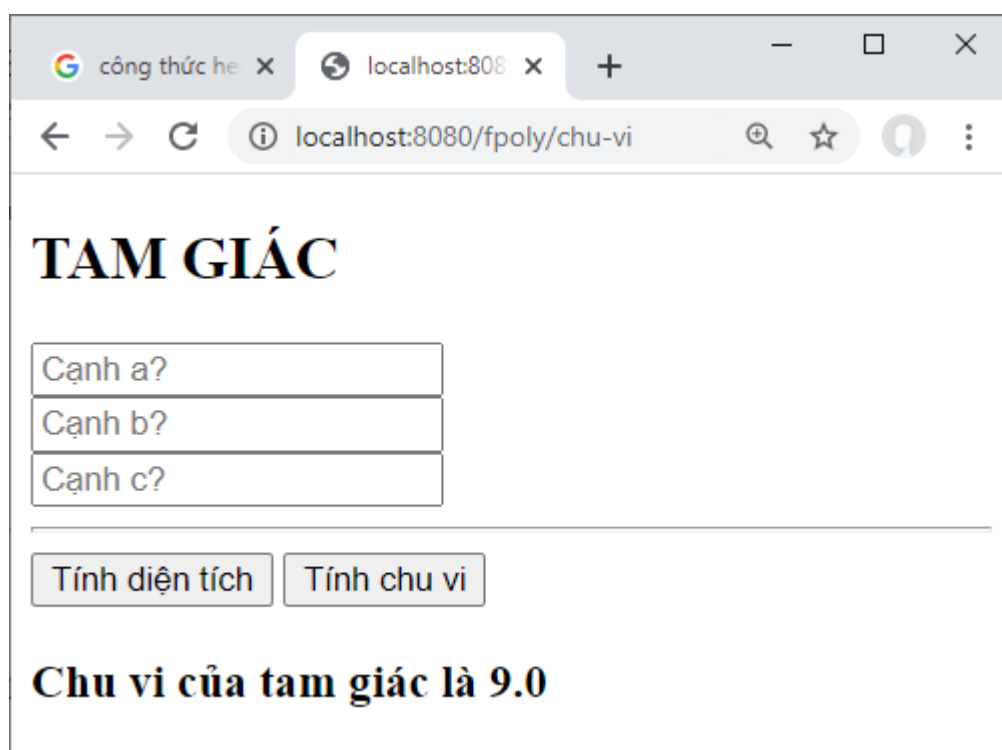 công thức he
localhost:808
localhost:8080/fpoly/chu-vi
TAM GIÁC
Cạnh a?
Cạnh b?
Cạnh c?
Tính diện tích Tính chu vi
Chu vi của tam giác là 9.0